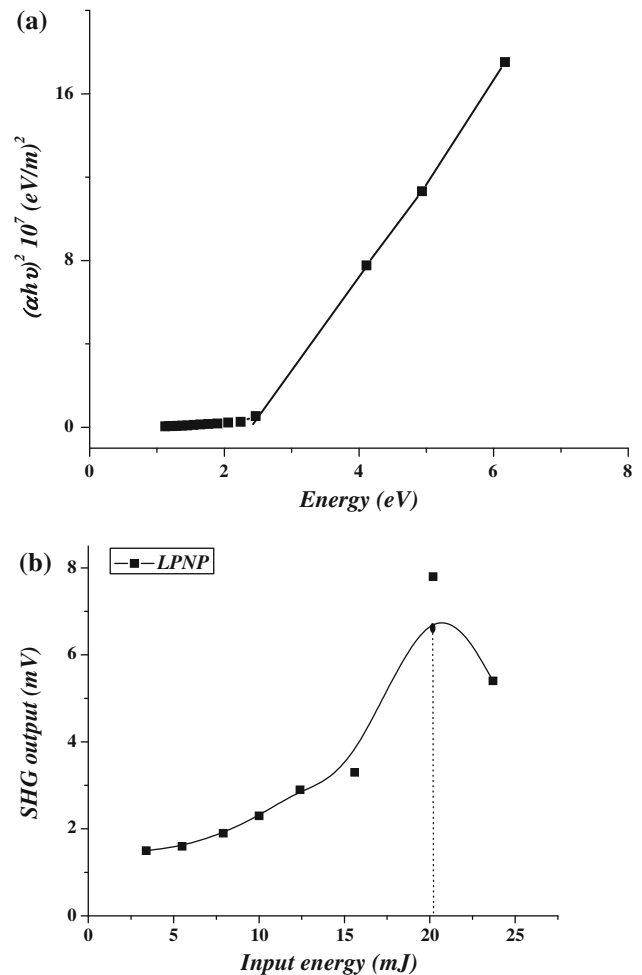 (a)
16
8
0
(αhυ)² 10⁷ (eV/m)²
0 2 4 6 8
Energy (eV)
(b)
LPNP
8
6
4
2
0
SHG output (mV)
0 5 10 15 20 25
Input energy (mJ)